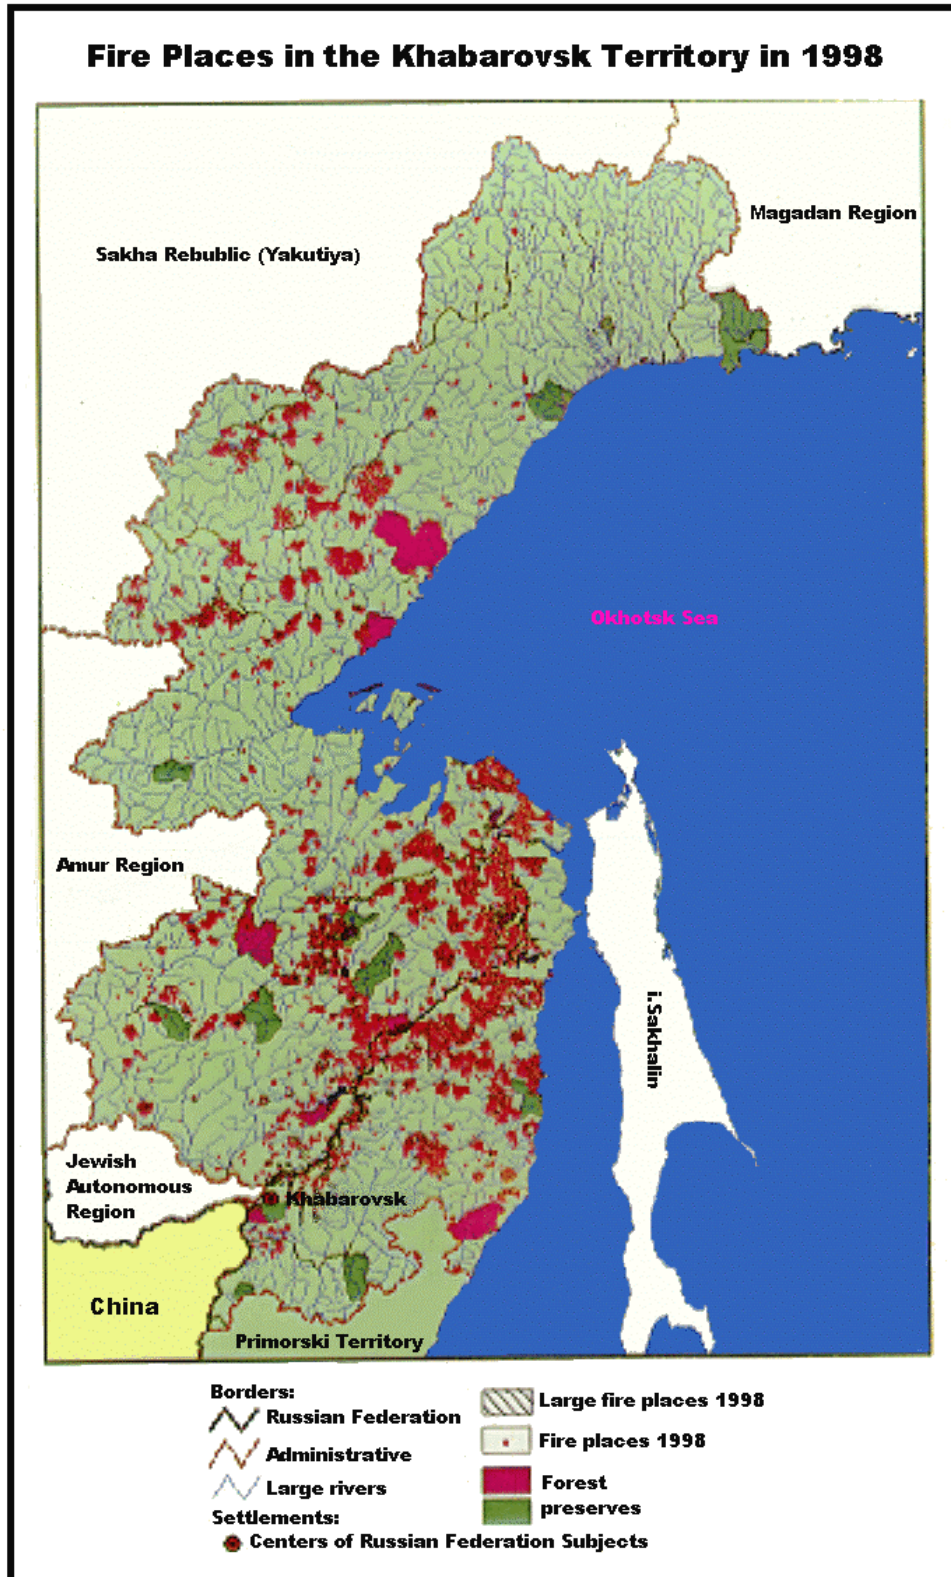 Fire Places in the Khabarovsk Territory in 1998
Magadan Region
Sakha Rebublic (Yakutiya)
Okhotsk Sea
Amur Region
i.Sakhalin
Jewish
Autonomous
Region
Khabarovsk
China
Primorski Territory
Borders:
Russian Federation
Administrative
Large rivers
Settlements:
Centers of Russian Federation Subjects
Large fire places 1998
Fire places 1998
Forest
preserves